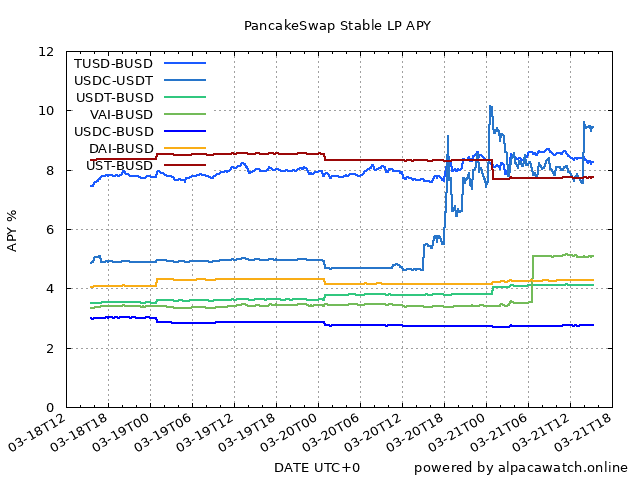 PancakeSwap Stable LP APY
12
10
8
6
4
2
0
APY %
TUSD-BUSD
USDC-USDT
USDT-BUSD
VAI-BUSD
USDC-BUSD
DAI-BUSD
UST-BUSD
03-18T12
03-18T18
03-19T00
03-19T06
03-19T12
03-19T18
03-20T00
03-20T06
03-20T12
03-20T18
03-21T00
03-21T06
03-21T12
03-21T18
DATE UTC+0
powered by alpacawatch.online